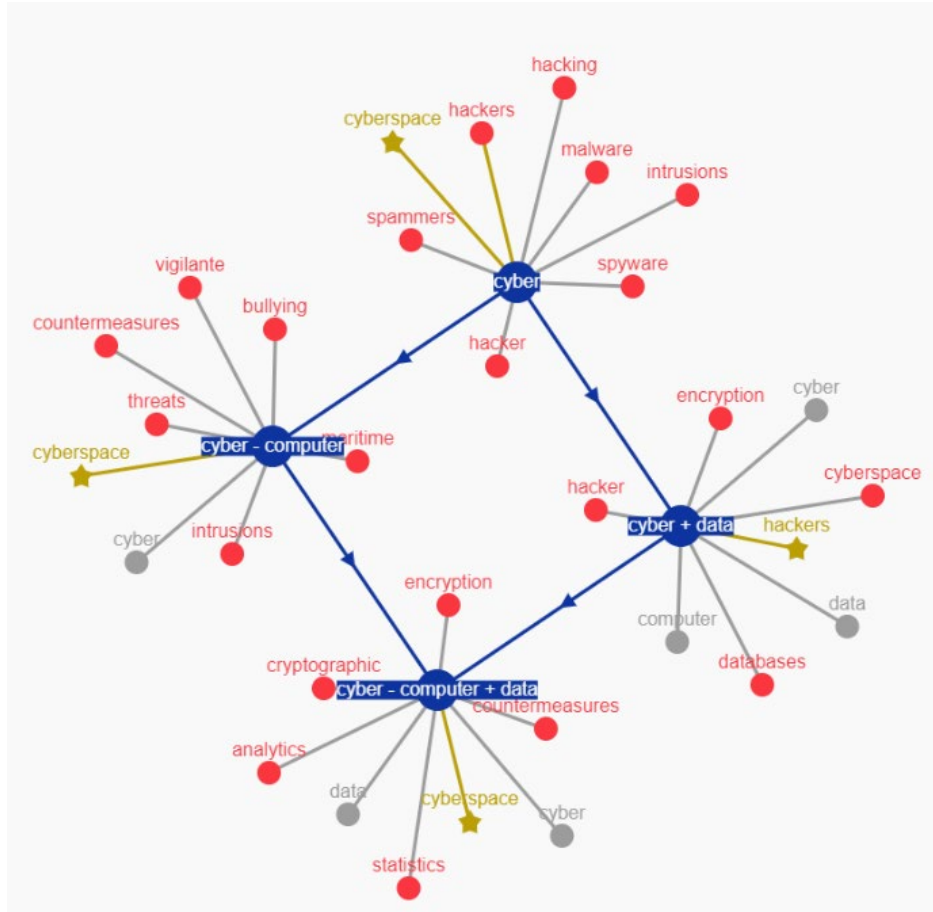 hacking
hackers
cyberspace
malware
intrusions
spammers
spyware
cyber
hacker
vigilante
bullying
countermeasures
threats
cyber - computer
maritime
cyberspace
cyber
intrusions
cyber
encryption
cyberspace
hacker
cyber + data
hackers
data
computer
databases
encryption
cryptographic
cyber - computer + data
countermeasures
analytics
data
cyberspace
cyber
statistics